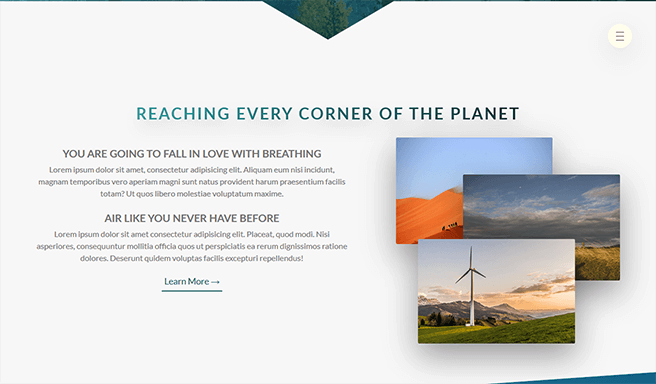 REACHING EVERY CORNER OF THE PLANET
YOU ARE GOING TO FALL IN LOVE WITH BREATHING
Lorem ipsum dolor sit amet, consectetur adipisicing elit. Aliquam eum nisi incidunt,
magnam temporibus vero aperiam magni sunt natus provident harum praesentium facilis
totam? Ut quos libero molestiae voluptatum maxime.
AIR LIKE YOU NEVER HAVE BEFORE
Lorem ipsum dolor sit amet consectetur adipisicing elit. Placeat, quod modi. Nisi
asperiores, consequuntur mollitia officia quos ut perspiciatis ea rerum dignissimos ratione
dolores. Deserunt quidem voluptas facilis excepturi repellendus!
Learn More →